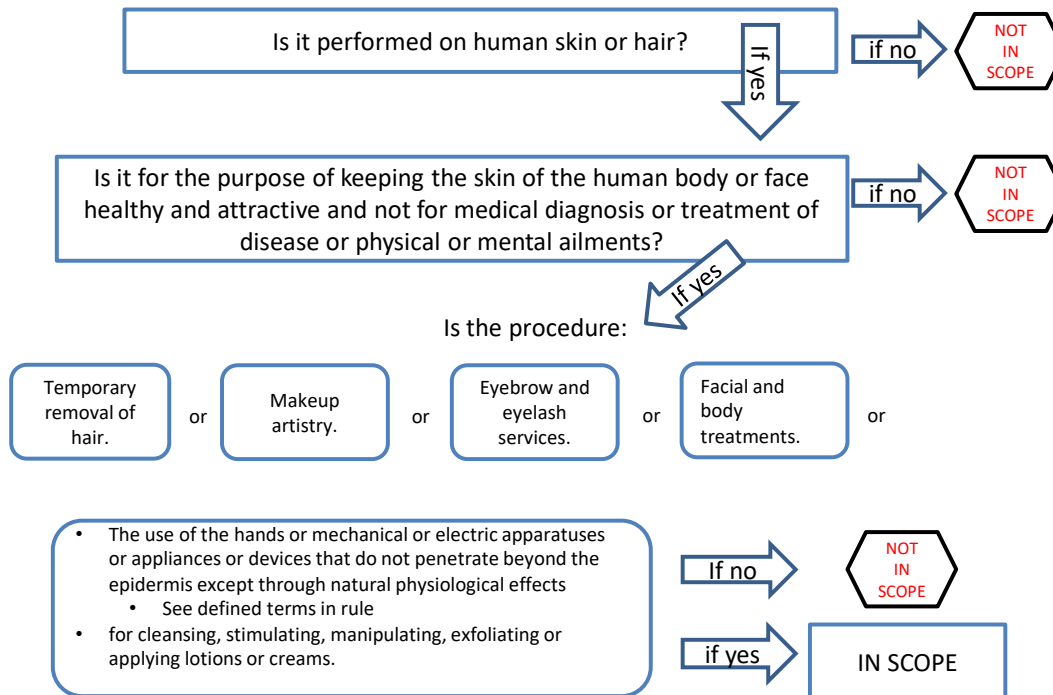 Is it performed on human skin or hair?
If yes
if no
NOT
IN
SCOPE
Is it for the purpose of keeping the skin of the human body or face
healthy and attractive and not for medical diagnosis or treatment of
disease or physical or mental ailments?
if no
NOT
IN
SCOPE
If yes
Is the procedure:
Temporary
removal of
hair.
or
Makeup
artistry.
or
Eyebrow and
eyelash
services.
or
Facial and
body
treatments.
or
• The use of the hands or mechanical or electric apparatuses
or appliances or devices that do not penetrate beyond the
epidermis except through natural physiological effects
• See defined terms in rule
• for cleansing, stimulating, manipulating, exfoliating or
applying lotions or creams.
If no
NOT
IN
SCOPE
if yes
IN SCOPE